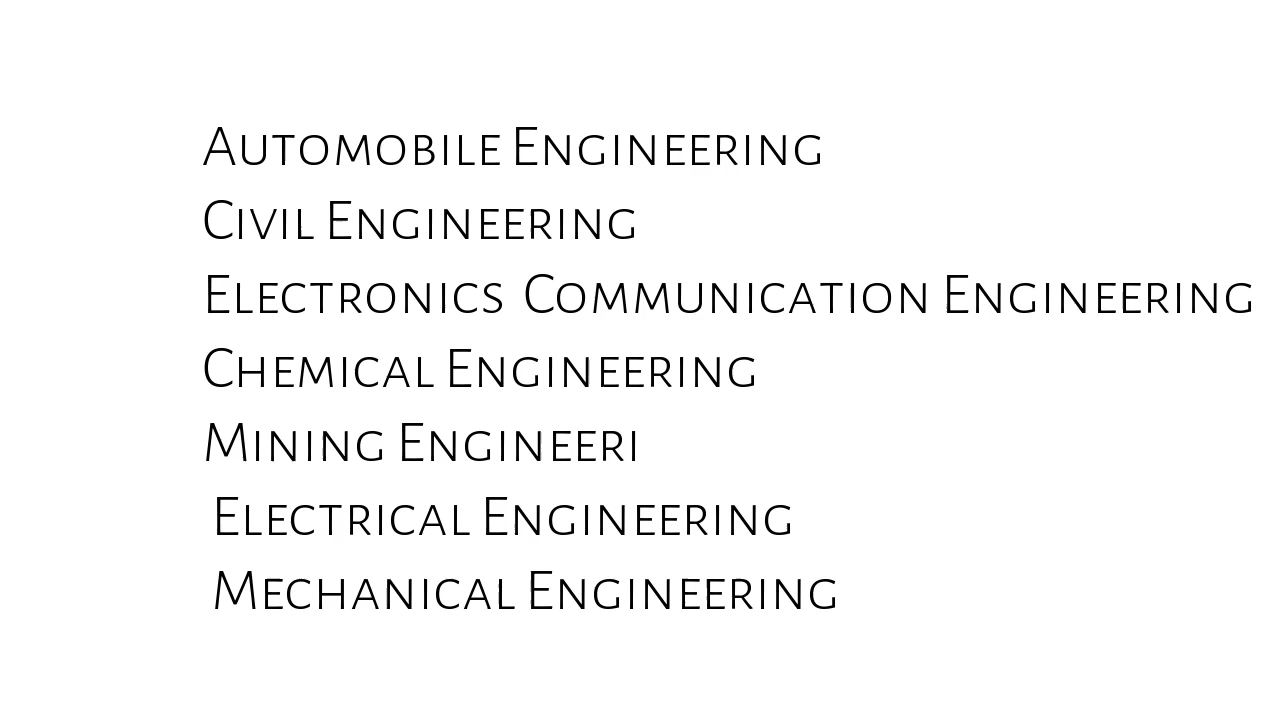 Automobile Engineering
Civil Engineering
Electronics Communication Engineering
Chemical Engineering
Mining Engineeri
Electrical Engineering
Mechanical Engineering